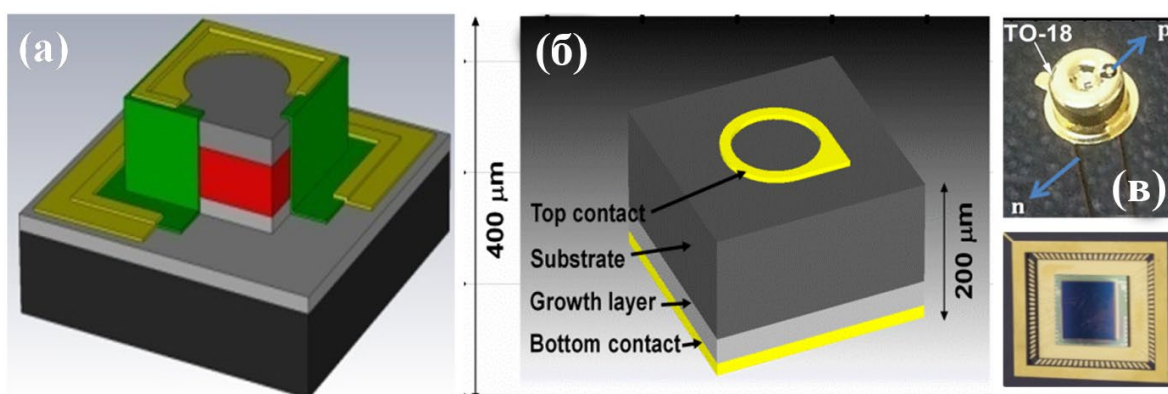 (а)
400 µm
(б)
Top contact
Substrate
Growth layer
Bottom contact
200 µm
TO-18
p
n
(в)